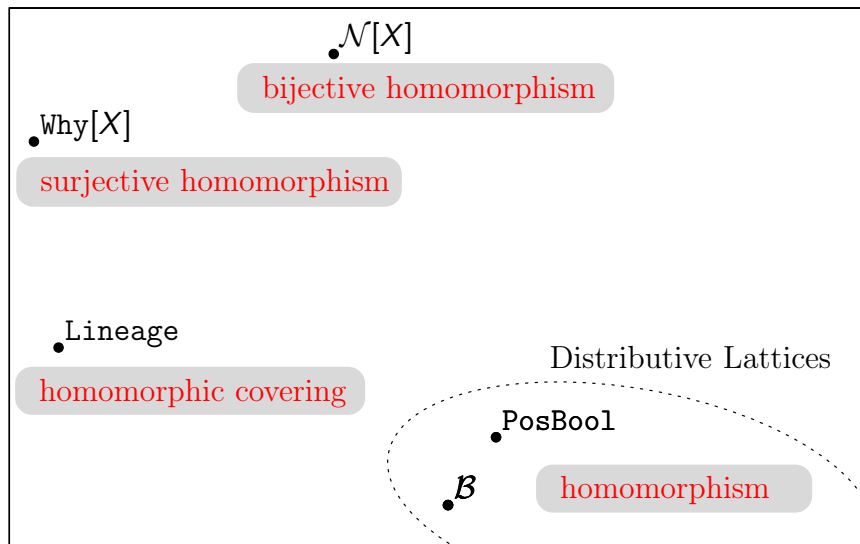 𝒩[X]
bijective homomorphism
Why[X]
surjective homomorphism
Lineage
homomorphic covering
Distributive Lattices
PosBool
ℬ
homomorphism